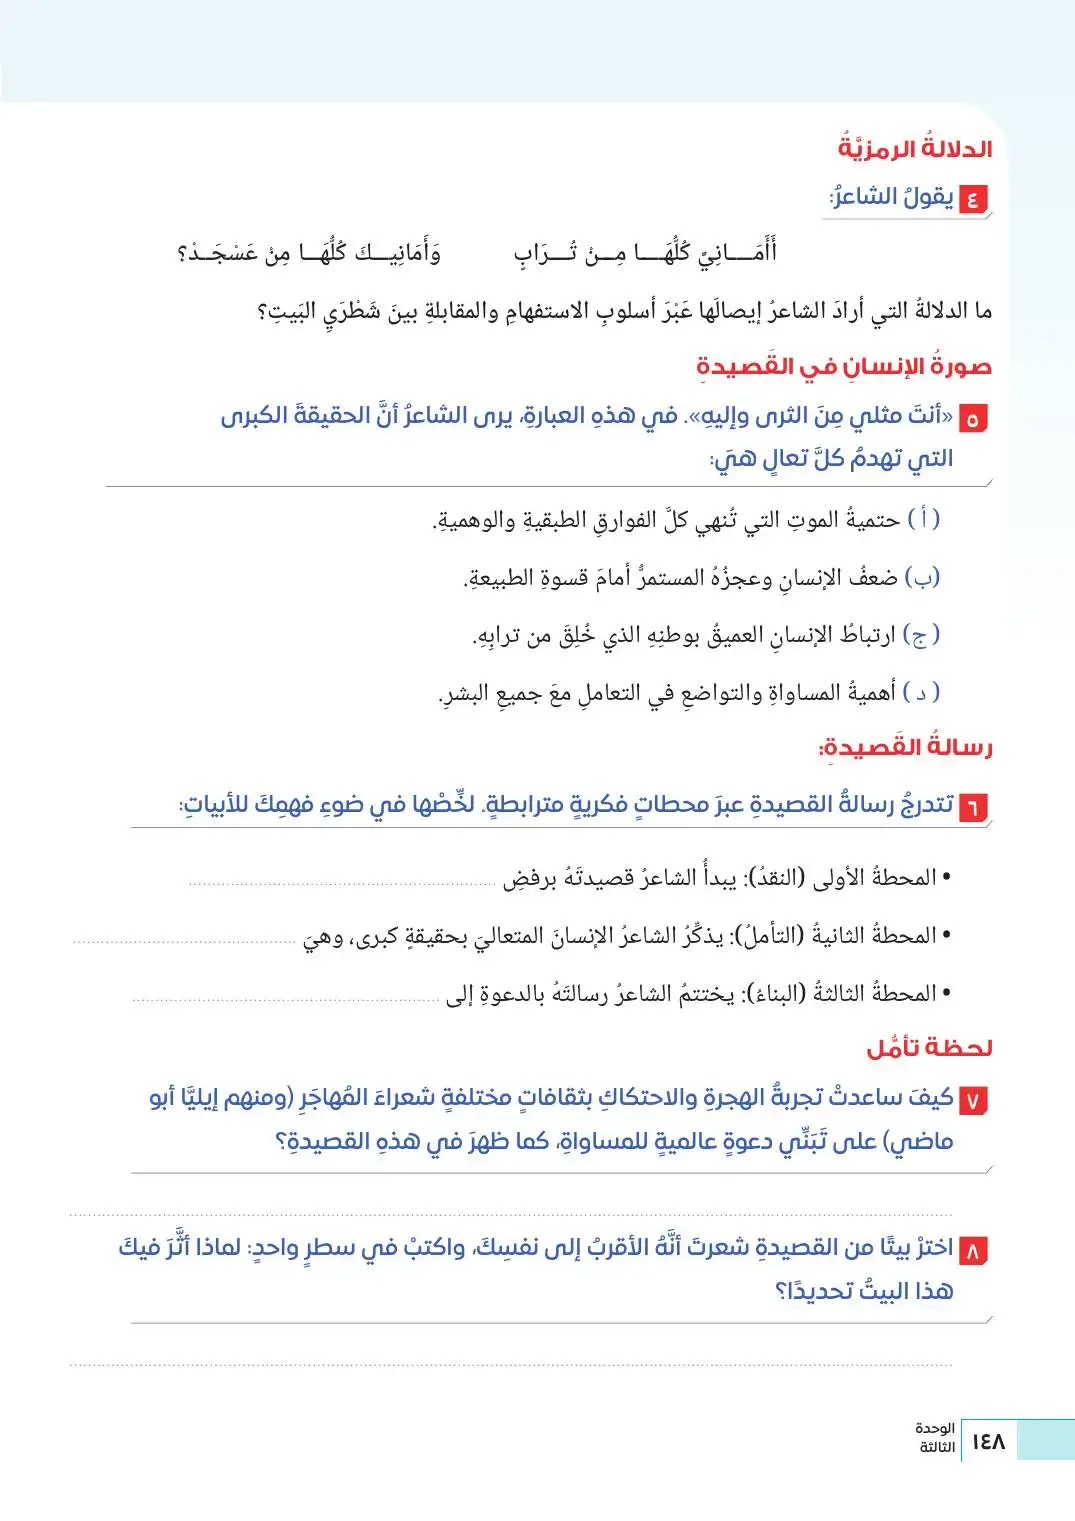 الدلالةُ الرمزيَّةُ
٤ يقولُ الشاعرُ:
أَأَمَـــانِيَّ كُلُّهَـــا مِـــنْ تُـــرَابٍ وَأَمَانِيـــكَ كُلُّهَـــا مِنْ عَسْجَـــدْ؟
ما الدلالةُ التي أرادَ الشاعرُ إيصالَها عَبْرَ أسلوبِ الاستفهامِ والمقابلةِ بينَ شَطْرَيِ البَيتِ؟
صورةُ الإنسانِ في القَصيدةِ
٥ «أنتَ مثلي مِنَ الثرى وإليهِ». في هذهِ العبارةِ، يرى الشاعرُ أنَّ الحقيقةَ الكبرى
التي تهدمُ كلَّ تعالٍ هيَ:
(أ) حتميةُ الموتِ التي تُنهي كلَّ الفوارقِ الطبقيةِ والوهميةِ.
(ب) ضعفُ الإنسانِ وعجزُهُ المستمرُّ أمامَ قسوةِ الطبيعةِ.
(ج) ارتباطُ الإنسانِ العميقُ بوطنِهِ الذي خُلِقَ من ترابِهِ.
(د) أهميةُ المساواةِ والتواضعِ في التعاملِ معَ جميعِ البشرِ.
رسالةُ القَصيدةِ:
٦ تتدرجُ رسالةُ القصيدةِ عبرَ محطاتٍ فكريةٍ مترابطةٍ. لخِّصْها في ضوءِ فهمِكَ للأبياتِ:
• المحطةُ الأولى (النقدُ): يبدأُ الشاعرُ قصيدتَهُ برفضِ ........................
• المحطةُ الثانيةُ (التأملُ): يذكِّرُ الشاعرُ الإنسانَ المتعاليَ بحقيقةٍ كبرى، وهيَ ........................
• المحطةُ الثالثةُ (البناءُ): يختتمُ الشاعرُ رسالتَهُ بالدعوةِ إلى ........................
لحظة تأمُّل
٧ كيفَ ساعدتْ تجربةُ الهجرةِ والاحتكاكِ بثقافاتٍ مختلفةٍ شعراءَ المُهاجَرِ (ومنهم إيليَّا أبو
ماضي) على تَبَنِّي دعوةٍ عالميةٍ للمساواةِ، كما ظهرَ في هذهِ القصيدةِ؟
٨ اخترْ بيتًا من القصيدةِ شعرتَ أنَّهُ الأقربُ إلى نفسِكَ، واكتبْ في سطرٍ واحدٍ: لماذا أثَّرَ فيكَ
هذا البيتُ تحديدًا؟
الوحدة
الثالثة
١٤٨